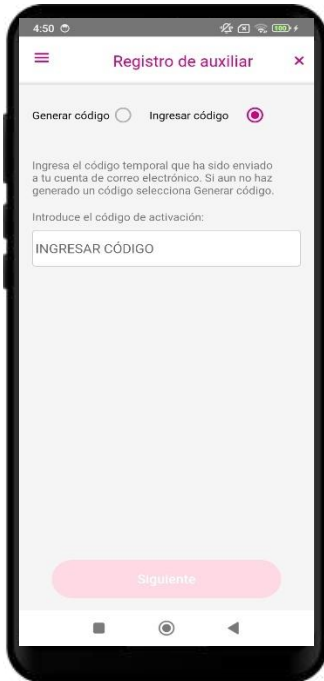 4:50
100
Registro de auxiliar ×
Generar código Ingresar código
Ingresa el código temporal que ha sido enviado
a tu cuenta de correo electrónico. Si aun no haz
generado un código selecciona Generar código.
Introduce el código de activación:
INGRESAR CÓDIGO
Siguiente